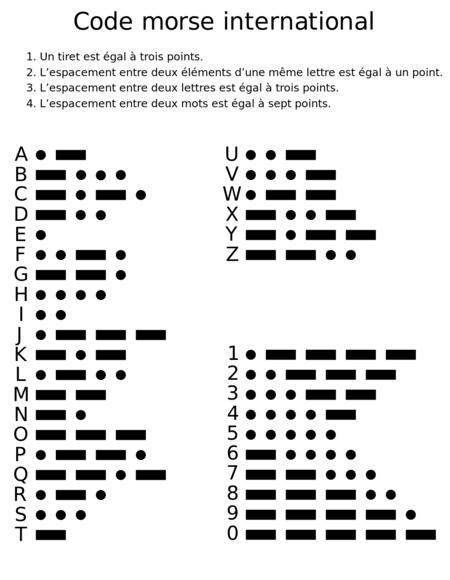 Code morse international
1. Un tiret est égal à trois points.
2. L’espacement entre deux éléments d’une même lettre est égal à un point.
3. L’espacement entre deux lettres est égal à trois points.
4. L’espacement entre deux mots est égal à sept points.
A
B
C
D
E
F
G
H
I
J
K
L
M
N
O
P
Q
R
S
T
U
V
W
X
Y
Z
1
2
3
4
5
6
7
8
9
0